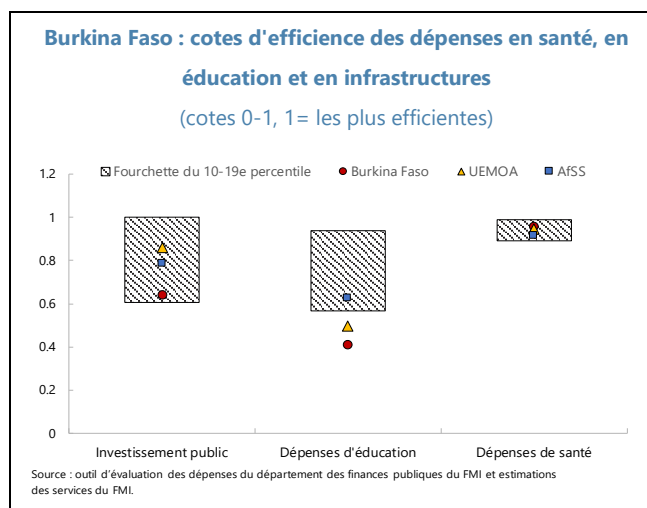 Burkina Faso : cotes d'efficience des dépenses en santé, en
éducation et en infrastructures
(cotes 0-1, 1= les plus efficientes)
1.2
Fourchette du 10-19e percentile
Burkina Faso
UEMOA
AfSS
1
0.8
0.6
0.4
0.2
0
Investissement public
Dépenses d'éducation
Dépenses de santé
Source : outil d'évaluation des dépenses du département des finances publiques du FMI et estimations
des services du FMI.